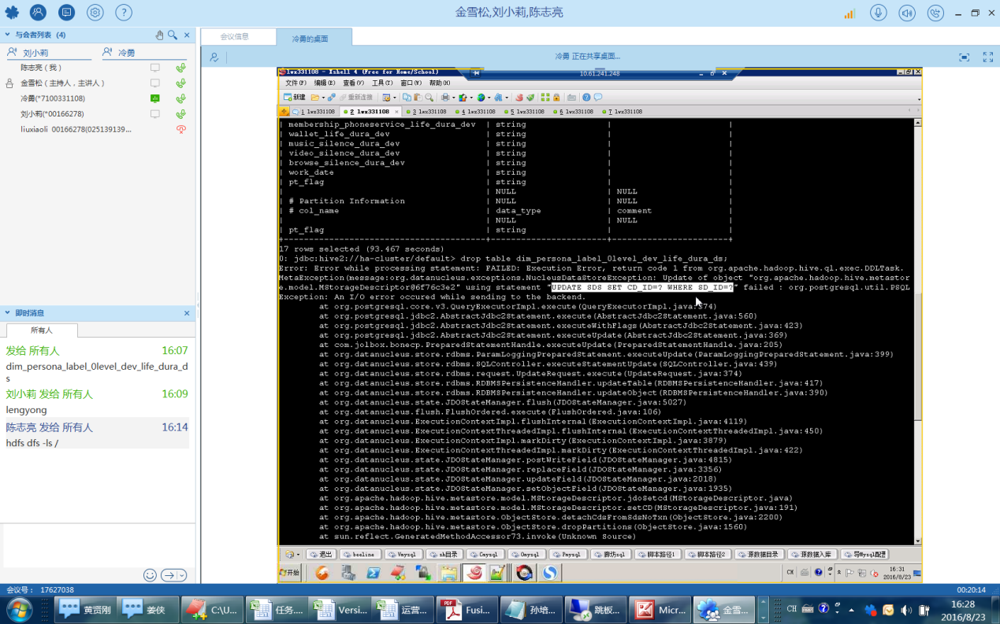 金雪松,刘小莉,陈志亮
与会者列表 (4)
刘小莉
冷勇
陈志亮（我）
金雪松（主持人，主讲人）
冷勇(*7100331108)
刘小莉(*00166278)
liuxiaoli 00166278(025139139...
会议信息
冷勇的桌面
冷勇 正在共享桌面...
lwx331108 - Xshell 4 (Free for Home/School)
10.61.241.248
文件(F) 编辑(E) 查看(V) 工具(T) 窗口(W) 帮助(H)
新建
重新连接
1 lwx331108
2 lwx331108
3 lwx331108
4 lwx331108
5 lwx331108
6 lwx331108
7 lwx331108
| membership_phoneservice_life_dura_dev | string | |
| wallet_life_dura_dev | string | |
| music_silence_dura_dev | string | |
| video_silence_dura_dev | string | |
| browse_silence_dura_dev | string | |
| work_date | string | |
| pt_flag | string | |
| | NULL | NULL |
| # Partition Information | NULL | NULL |
| # col_name | data_type | comment |
| | NULL | NULL |
| pt_flag | string | |
17 rows selected (93.467 seconds)
0: jdbc:hive2://ha-cluster/default> drop table dim_persona_label_0level_dev_life_dura_ds;
Error: Error while processing statement: FAILED: Execution Error, return code 1 from org.apache.hadoop.hive.ql.exec.DDLTask.
MetaException(message:org.datanucleus.exceptions.NucleusDataStoreException: Update of object "org.apache.hadoop.hive.metastor
e.model.MStorageDescriptor@6f76c3e2" using statement "UPDATE SDS SET CD_ID=? WHERE SD_ID=?" failed : org.postgresql.util.PSQL
Exception: An I/O error occured while sending to the backend.
at org.postgresql.core.v3.QueryExecutorImpl.execute(QueryExecutorImpl.java:374)
at org.postgresql.jdbc2.AbstractJdbc2Statement.execute(AbstractJdbc2Statement.java:560)
at org.postgresql.jdbc2.AbstractJdbc2Statement.executeWithFlags(AbstractJdbc2Statement.java:423)
at org.postgresql.jdbc2.AbstractJdbc2Statement.executeUpdate(AbstractJdbc2Statement.java:369)
at com.jolbox.bonecp.PreparedStatementHandle.executeUpdate(PreparedStatementHandle.java:205)
at org.datanucleus.store.rdbms.ParamLoggingPreparedStatement.executeUpdate(ParamLoggingPreparedStatement.java:399)
at org.datanucleus.store.rdbms.SQLController.executeStatementUpdate(SQLController.java:439)
at org.datanucleus.store.rdbms.request.UpdateRequest.execute(UpdateRequest.java:374)
at org.datanucleus.store.rdbms.RDBMSPersistenceHandler.updateTable(RDBMSPersistenceHandler.java:417)
at org.datanucleus.store.rdbms.RDBMSPersistenceHandler.updateObject(RDBMSPersistenceHandler.java:390)
at org.datanucleus.state.JDOStateManager.flush(JDOStateManager.java:5027)
at org.datanucleus.flush.FlushOrdered.execute(FlushOrdered.java:106)
at org.datanucleus.ExecutionContextImpl.flushInternal(ExecutionContextImpl.java:4119)
at org.datanucleus.ExecutionContextThreadedImpl.flushInternal(ExecutionContextThreadedImpl.java:450)
at org.datanucleus.ExecutionContextImpl.markDirty(ExecutionContextImpl.java:3879)
at org.datanucleus.ExecutionContextThreadedImpl.markDirty(ExecutionContextThreadedImpl.java:422)
at org.datanucleus.state.JDOStateManager.postWriteField(JDOStateManager.java:4815)
at org.datanucleus.state.JDOStateManager.replaceField(JDOStateManager.java:3356)
at org.datanucleus.state.JDOStateManager.updateField(JDOStateManager.java:2018)
at org.datanucleus.state.JDOStateManager.setObjectField(JDOStateManager.java:1935)
at org.apache.hadoop.hive.metastore.model.MStorageDescriptor.jdoSetcd(MStorageDescriptor.java)
at org.apache.hadoop.hive.metastore.model.MStorageDescriptor.setCD(MStorageDescriptor.java:191)
at org.apache.hadoop.hive.metastore.ObjectStore.detachCdsFromSdsNoTxn(ObjectStore.java:2200)
at org.apache.hadoop.hive.metastore.ObjectStore.dropPartitions(ObjectStore.java:1560)
at sun.reflect.GeneratedMethodAccessor73.invoke(Unknown Source)
即时消息
所有人
发给 所有人 16:07
dim_persona_label_0level_dev_life_dura_d
s
刘小莉 发给 所有人 16:09
lengyong
陈志亮 发给 所有人 16:14
hdfs dfs -ls /
退出
beeline
Vmysql
sh目录
Cmysql
Omysql
Pmysql
廊坊sql
脚本路径1
脚本路径2
源数据目录
源数据入库
导Mysql配置
开始
CH
16:31
2016/8/23
会议号： 17627038
00:20:14
黄贤刚
姜侠
C:\U...
任务....
Versi...
运营...
Fusi...
孙培...
跳板...
Micr...
金雪...
CH
16:28
2016/8/23